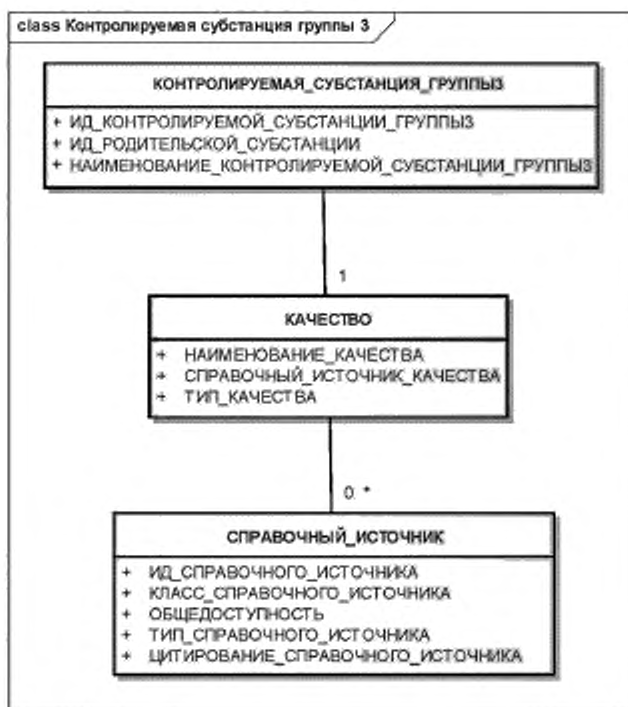 class Контролируемая субстанция группы 3
КОНТРОЛИРУЕМАЯ_СУБСТАНЦИЯ_ГРУППЫ3
+ ИД_КОНТРОЛИРУЕМОЙ_СУБСТАНЦИИ_ГРУППЫ3
+ ИД_РОДИТЕЛЬСКОЙ_СУБСТАНЦИИ
+ НАИМЕНОВАНИЕ_КОНТРОЛИРУЕМОЙ_СУБСТАНЦИИ_ГРУППЫ3
1
КАЧЕСТВО
+ НАИМЕНОВАНИЕ_КАЧЕСТВА
+ СПРАВОЧНЫЙ_ИСТОЧНИК_КАЧЕСТВА
+ ТИП_КАЧЕСТВА
0 *
СПРАВОЧНЫЙ_ИСТОЧНИК
+ ИД_СПРАВОЧНОГО_ИСТОЧНИКА
+ КЛАСС_СПРАВОЧНОГО_ИСТОЧНИКА
+ ОБЩЕДОСТУПНОСТЬ
+ ТИП_СПРАВОЧНОГО_ИСТОЧНИКА
+ ЦИТИРОВАНИЕ_СПРАВОЧНОГО_ИСТОЧНИКА